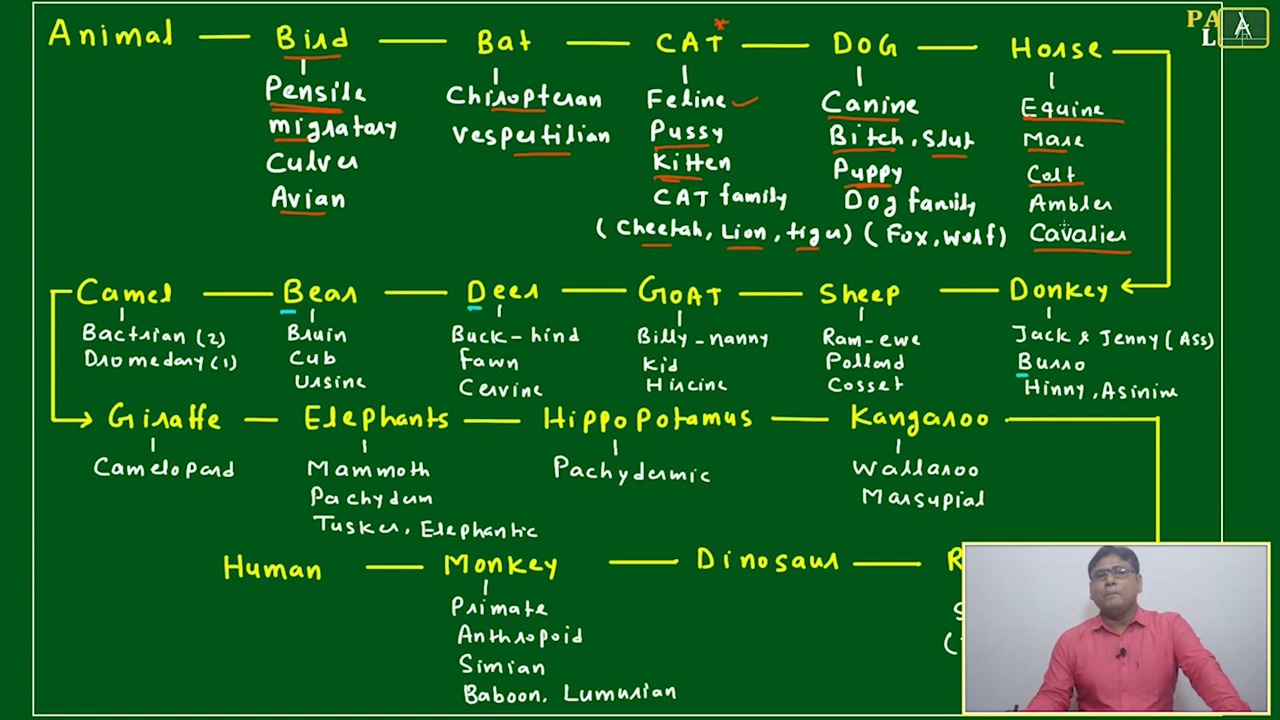 Animal — Bird — Bat — CAT* — DOG — Horse
Pensile
migratory
Culver
Avian
Chiropteran
Vespertilian
Feline ✓
Pussy
Kitten
CAT family
(Cheetah, Lion, tiger)
Canine
Bitch, Slut
Puppy
Dog family
(Fox, Wolf)
Equine
Mare
Colt
Ambler
Cavalier
PA
L
Camel — Bear — Deer — GOAT — Sheep — Donkey
Bactrian (2)
Dromedary (1)
Bruin
Cub
Ursine
Buck-hind
Fawn
Cervine
Billy-nanny
Kid
Hircine
Ram-ewe
Pollard
Cosset
Jack & Jenny (Ass)
Burro
Hinny, Asinine
Giraffe — Elephants — Hippopotamus — Kangaroo
Camelopard
Mammoth
Pachyderm
Tusker, Elephantic
Pachydermic
Wallaroo
Marsupial
Human — Monkey — Dinosaur —
Primate
Anthropoid
Simian
Baboon, Lumurian